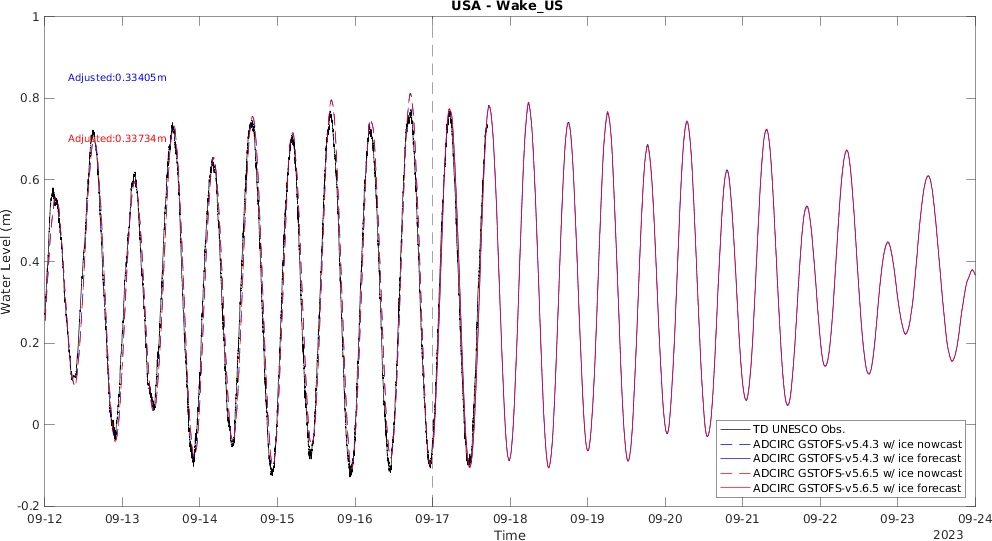 USA - Wake_US
1
0.8
0.6
0.4
0.2
0
-0.2
Water Level (m)
Adjusted:0.33405m
Adjusted:0.33734m
TD UNESCO Obs.
ADCIRC GSTOFS-v5.4.3 w/ ice nowcast
ADCIRC GSTOFS-v5.4.3 w/ ice forecast
ADCIRC GSTOFS-v5.6.5 w/ ice nowcast
ADCIRC GSTOFS-v5.6.5 w/ ice forecast
09-12 09-13 09-14 09-15 09-16 09-17 09-18 09-19 09-20 09-21 09-22 09-23 09-24
Time
2023